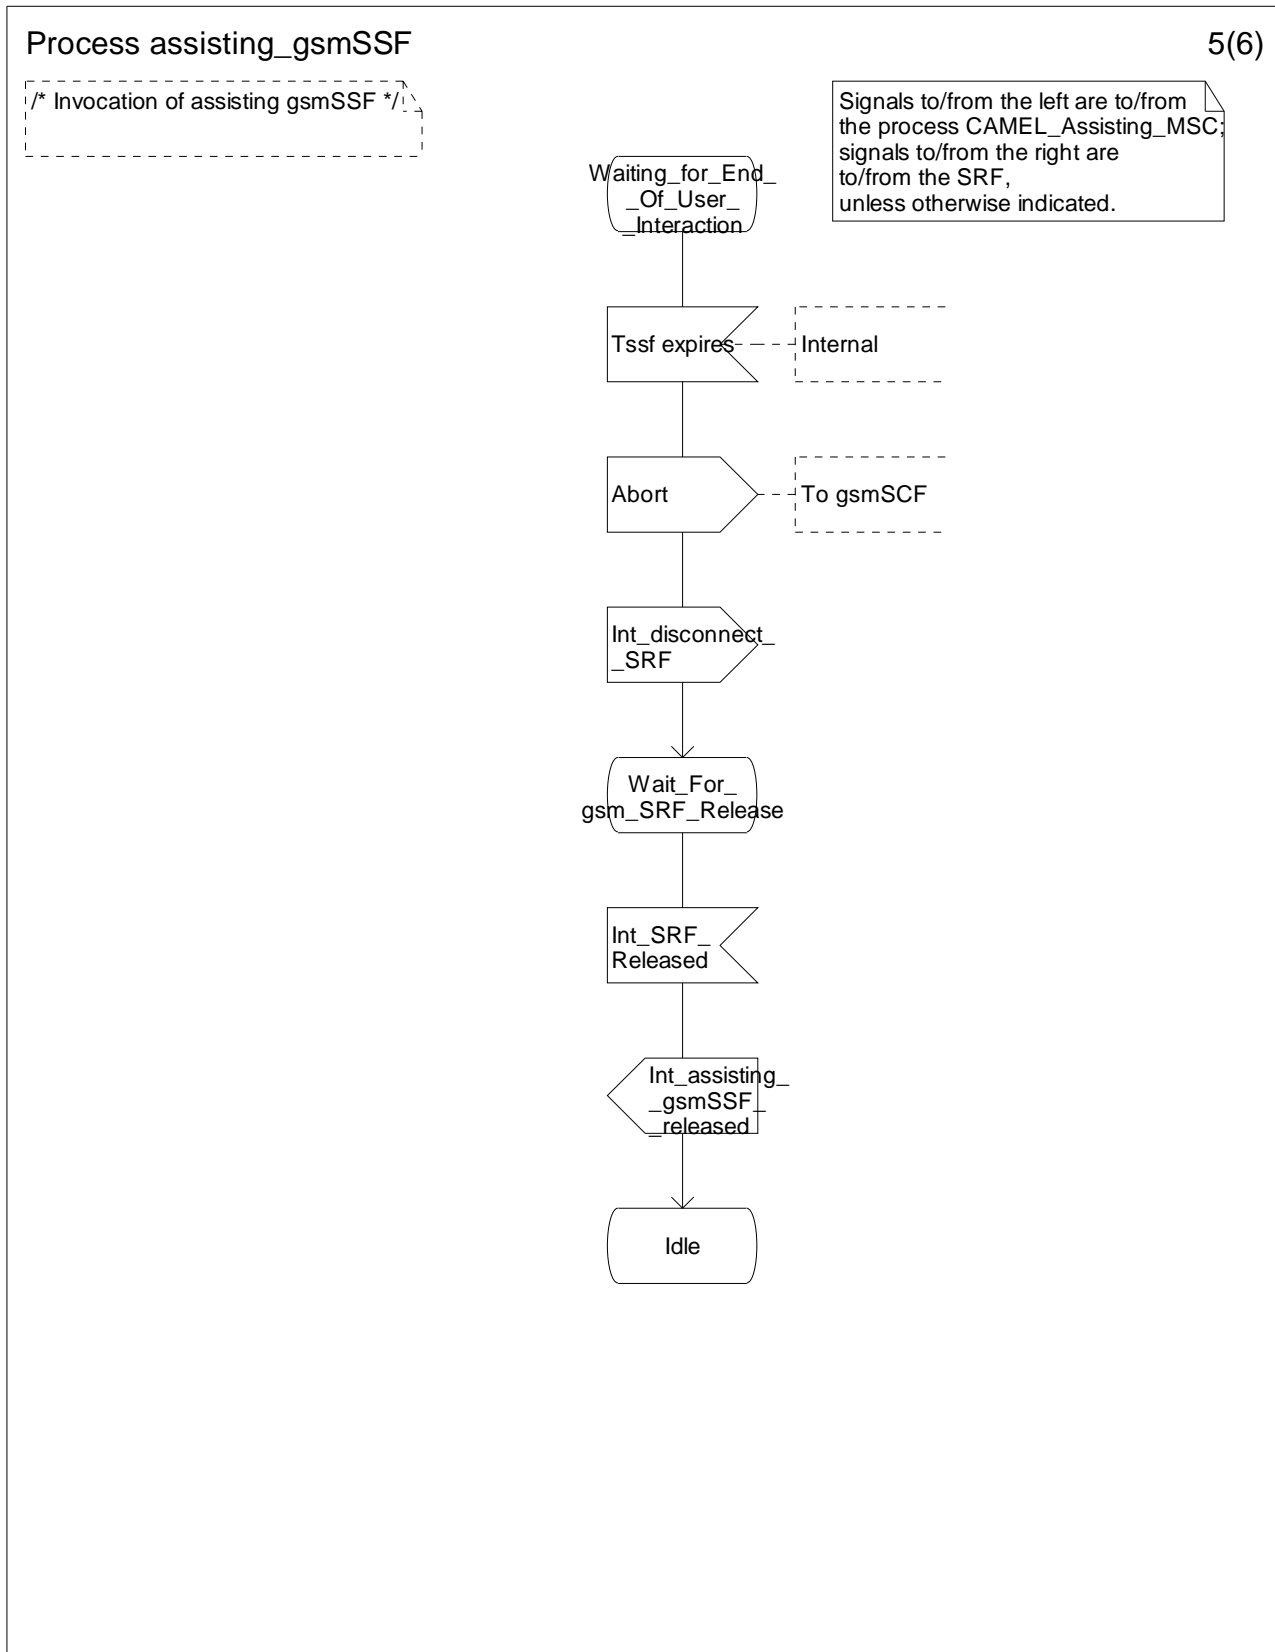 Process assisting_gsmSSF
5(6)
/* Invocation of assisting gsmSSF */
Signals to/from the left are to/from
the process CAMEL_Assisting_MSC;
signals to/from the right are
to/from the SRF,
unless otherwise indicated.
Waiting_for_End_
_Of_User_
_Interaction
Tssf expires
Internal
Abort
To gsmSCF
Int_disconnect_
_SRF
Wait_For_
gsm_SRF_Release
Int_SRF_
Released
Int_assisting_
_gsmSSF_
_released
Idle